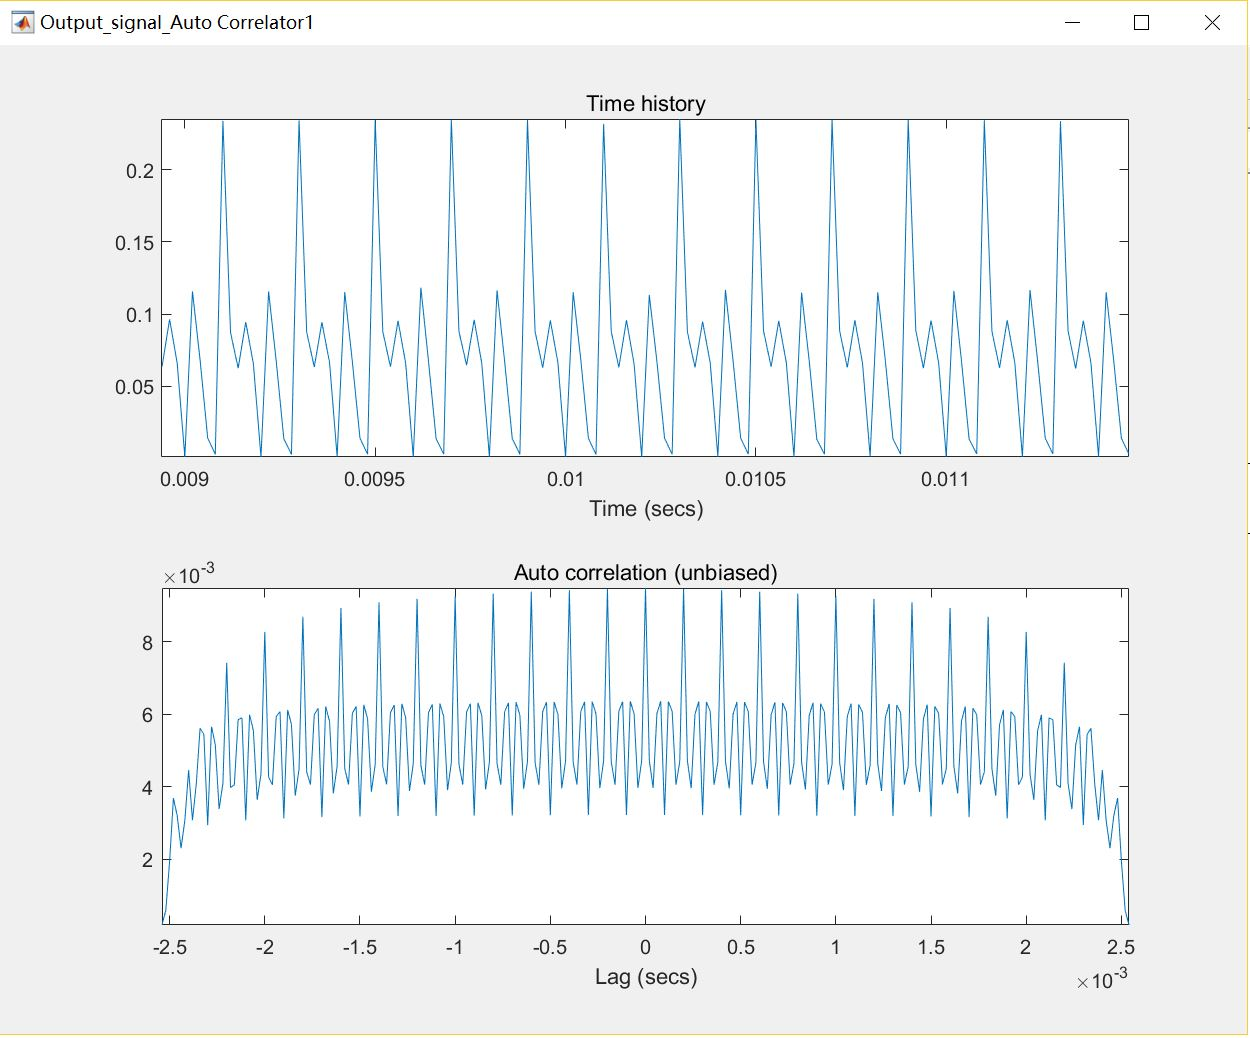 Output_signal_Auto Correlator1
Time history
0.2
0.15
0.1
0.05
0.009 0.0095 0.01 0.0105 0.011
Time (secs)
×10-3
Auto correlation (unbiased)
8
6
4
2
-2.5 -2 -1.5 -1 -0.5 0 0.5 1 1.5 2 2.5
Lag (secs)
×10-3